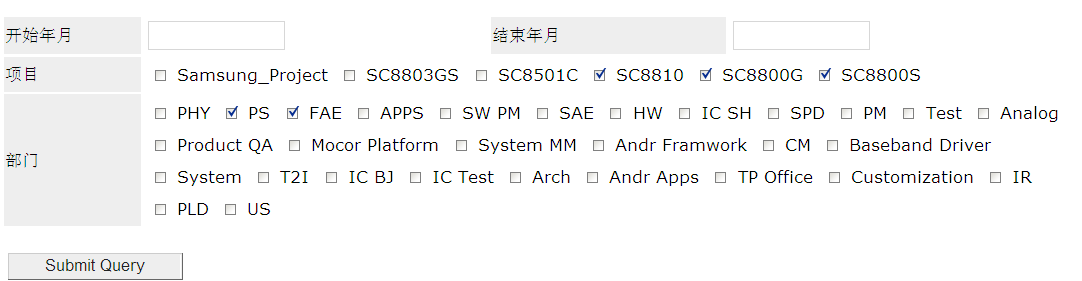 开始年月 结束年月
项目 Samsung_Project SC8803GS SC8501C SC8810 SC8800G SC8800S
PHY PS FAE APPS SW PM SAE HW IC SH SPD PM Test Analog
Product QA Mocor Platform System MM Andr Framwork CM Baseband Driver
部门
System T2I IC BJ IC Test Arch Andr Apps TP Office Customization IR
PLD US
Submit Query